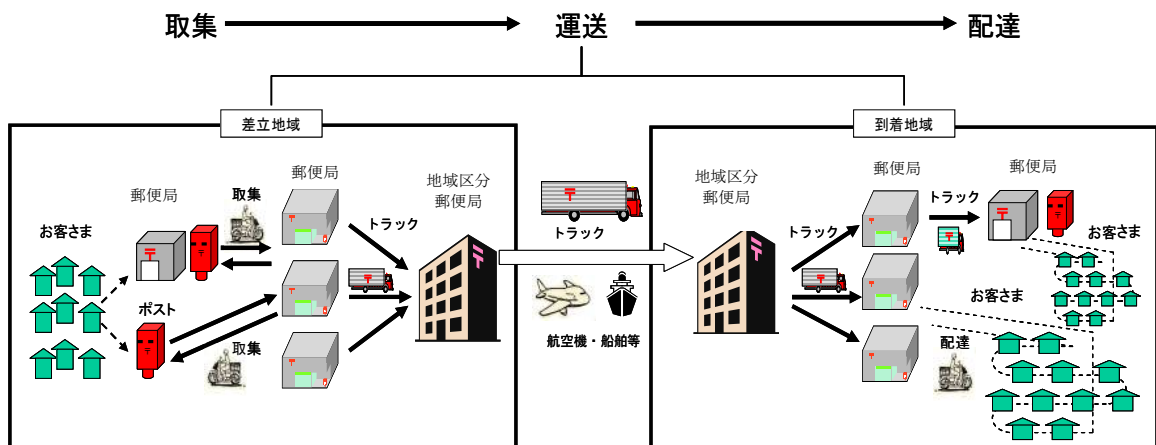 取集
運送
配達
差立地域
到着地域
お客さま
郵便局
取集
郵便局
ポスト
取集
トラック
地域区分
郵便局
トラック
航空機・船舶等
地域区分
郵便局
トラック
郵便局
トラック
郵便局
お客さま
お客さま
配達